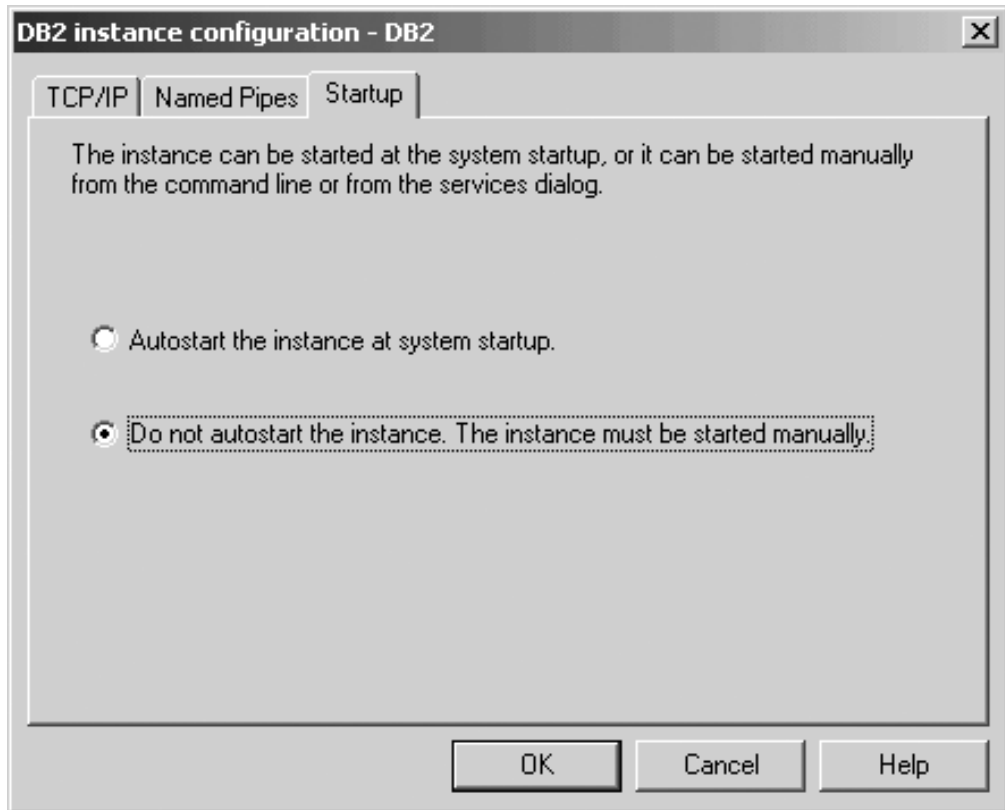 DB2 instance configuration - DB2
TCP/IP Named Pipes Startup
The instance can be started at the system startup, or it can be started manually
from the command line or from the services dialog.
Autostart the instance at system startup.
Do not autostart the instance. The instance must be started manually.
OK Cancel Help